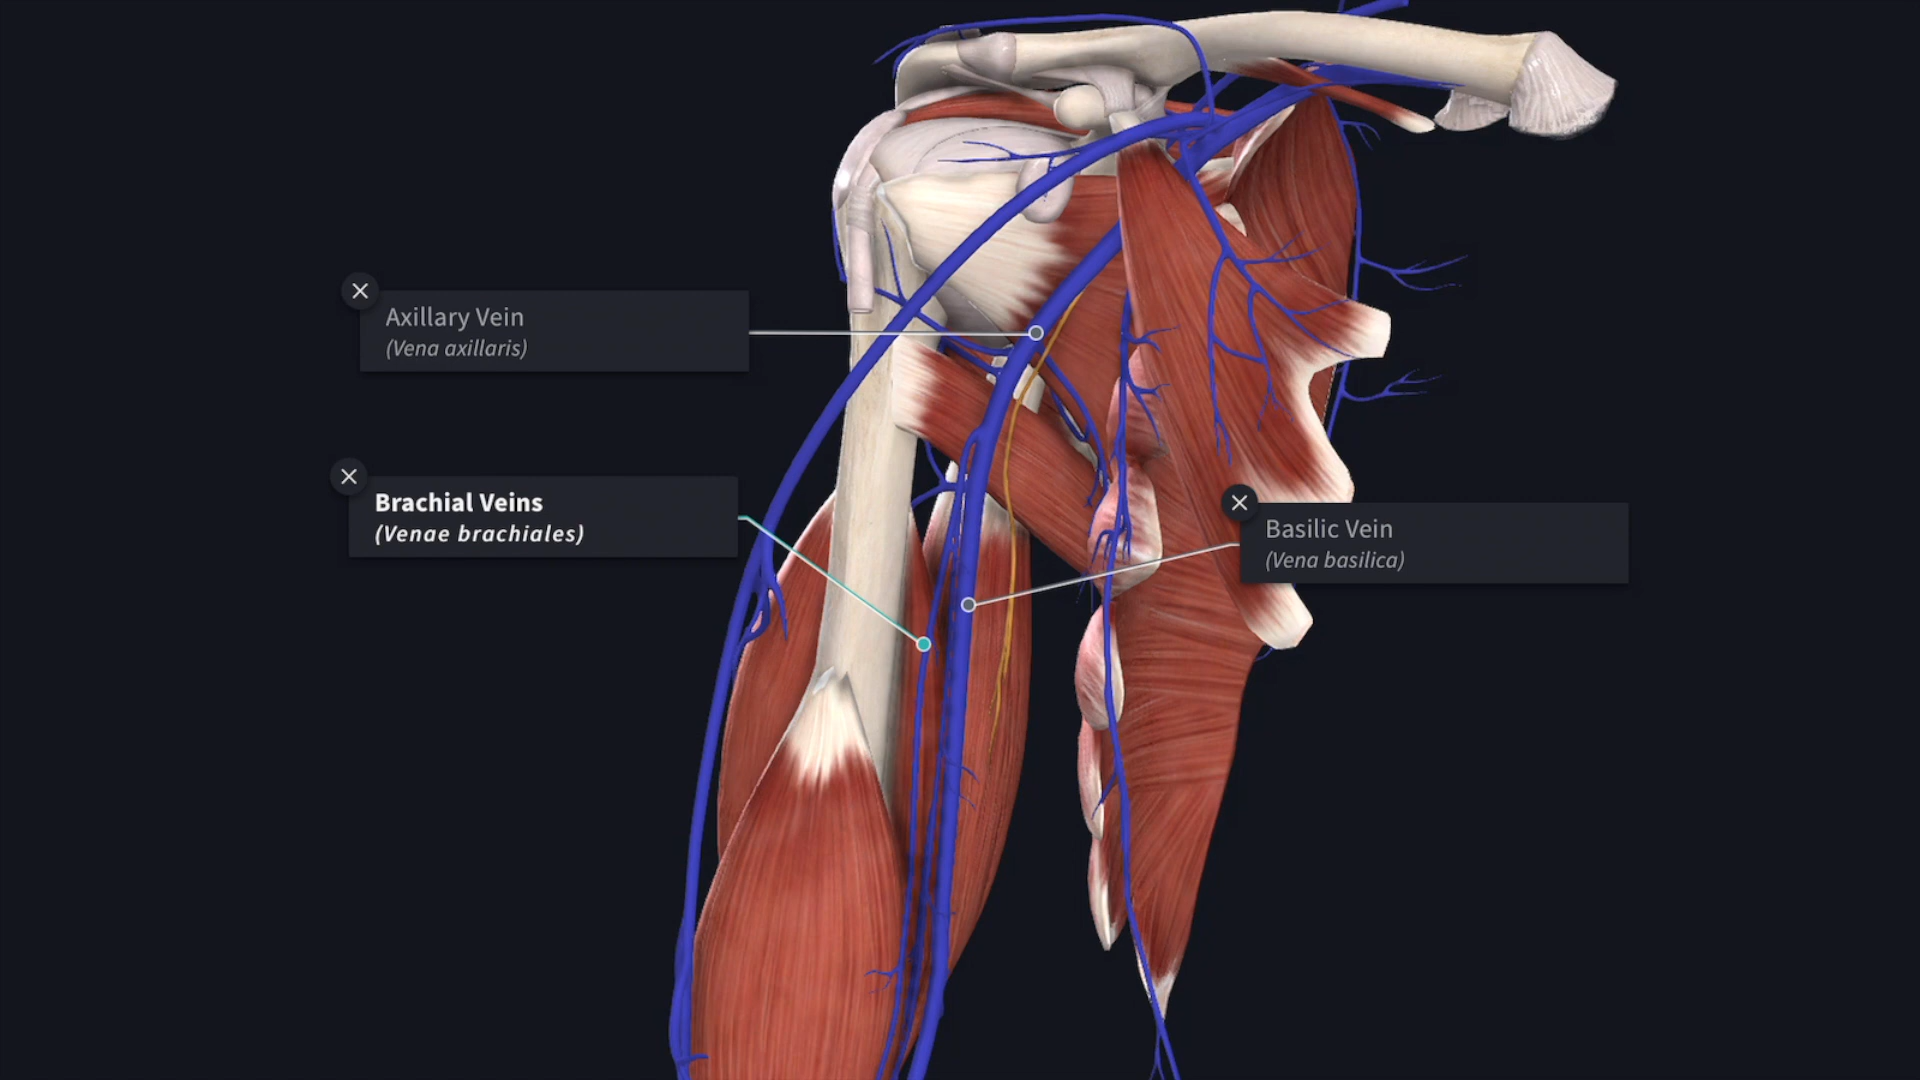 Axillary Vein
(Vena axillaris)
Brachial Veins
(Venae brachiales)
Basilic Vein
(Vena basilica)